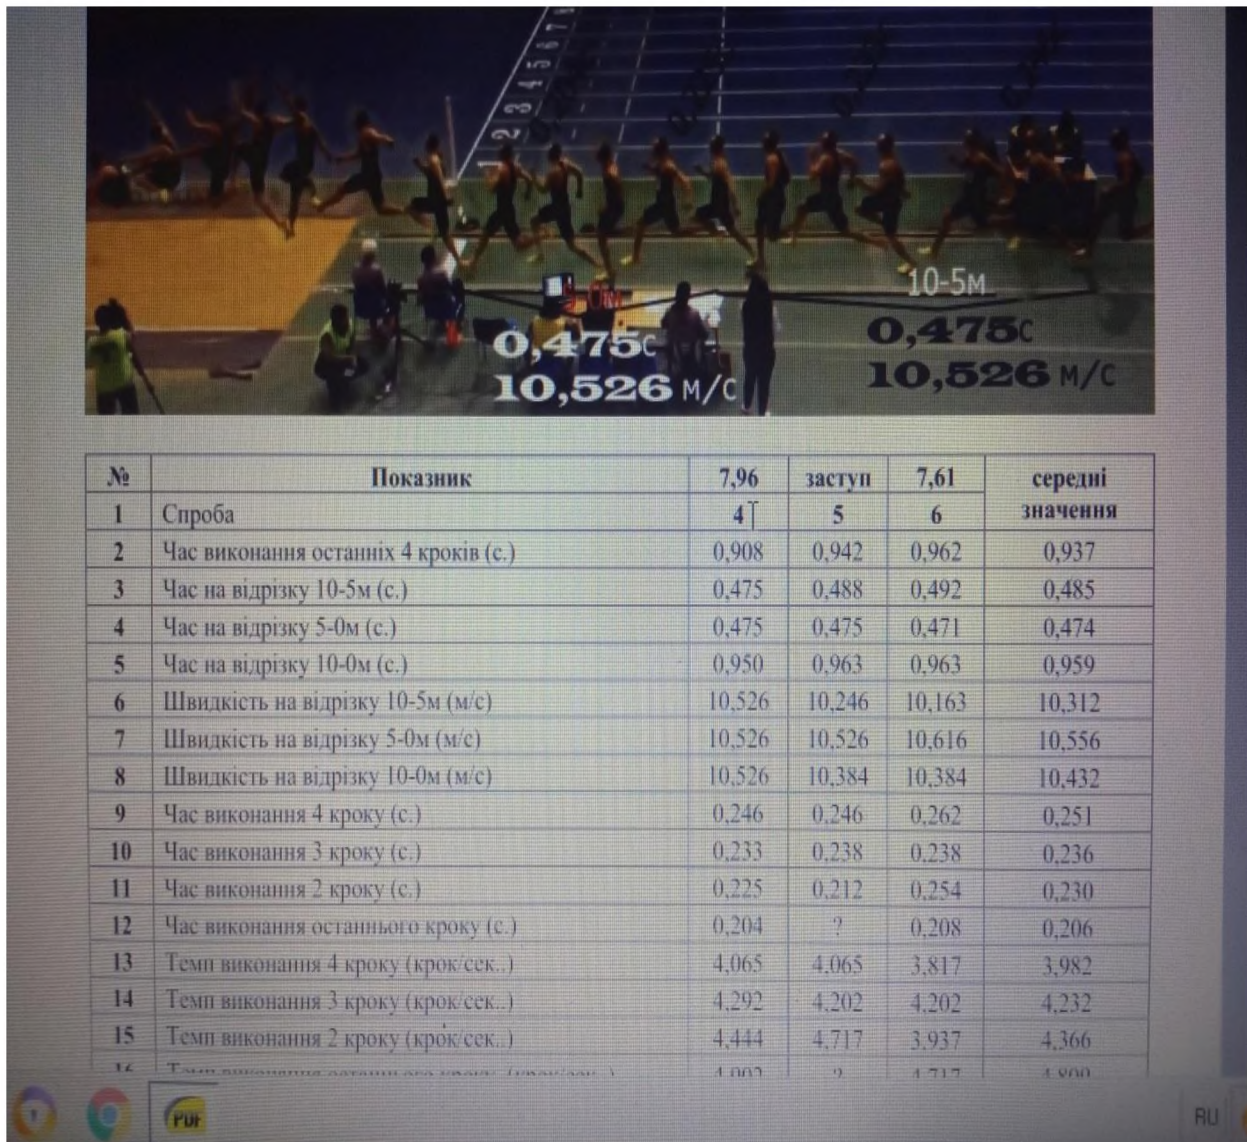 1 2 3 4 5 6 7
10-5м
0,475с
10,526 м/с
0,475с
10,526 м/с
№ Показник 7,96 заступ 7,61 середні значення
1 Спроба 4 5 6
2 Час виконання останніх 4 кроків (с.) 0,908 0,942 0,962 0,937
3 Час на відрізку 10-5м (с.) 0,475 0,488 0,492 0,485
4 Час на відрізку 5-0м (с.) 0,475 0,475 0,471 0,474
5 Час на відрізку 10-0м (с.) 0,950 0,963 0,963 0,959
6 Швидкість на відрізку 10-5м (м/с) 10,526 10,246 10,163 10,312
7 Швидкість на відрізку 5-0м (м/с) 10,526 10,526 10,616 10,556
8 Швидкість на відрізку 10-0м (м/с) 10,526 10,384 10,384 10,432
9 Час виконання 4 кроку (с.) 0,246 0,246 0,262 0,251
10 Час виконання 3 кроку (с.) 0,233 0,238 0,238 0,236
11 Час виконання 2 кроку (с.) 0,225 0,212 0,254 0,230
12 Час виконання останнього кроку (с.) 0,204 ? 0,208 0,206
13 Темп виконання 4 кроку (крок/сек..) 4,065 4,065 3,817 3,982
14 Темп виконання 3 кроку (крок/сек..) 4,292 4,202 4,202 4,232
15 Темп виконання 2 кроку (крок/сек..) 4,444 4,717 3,937 4,366
PDF
RU